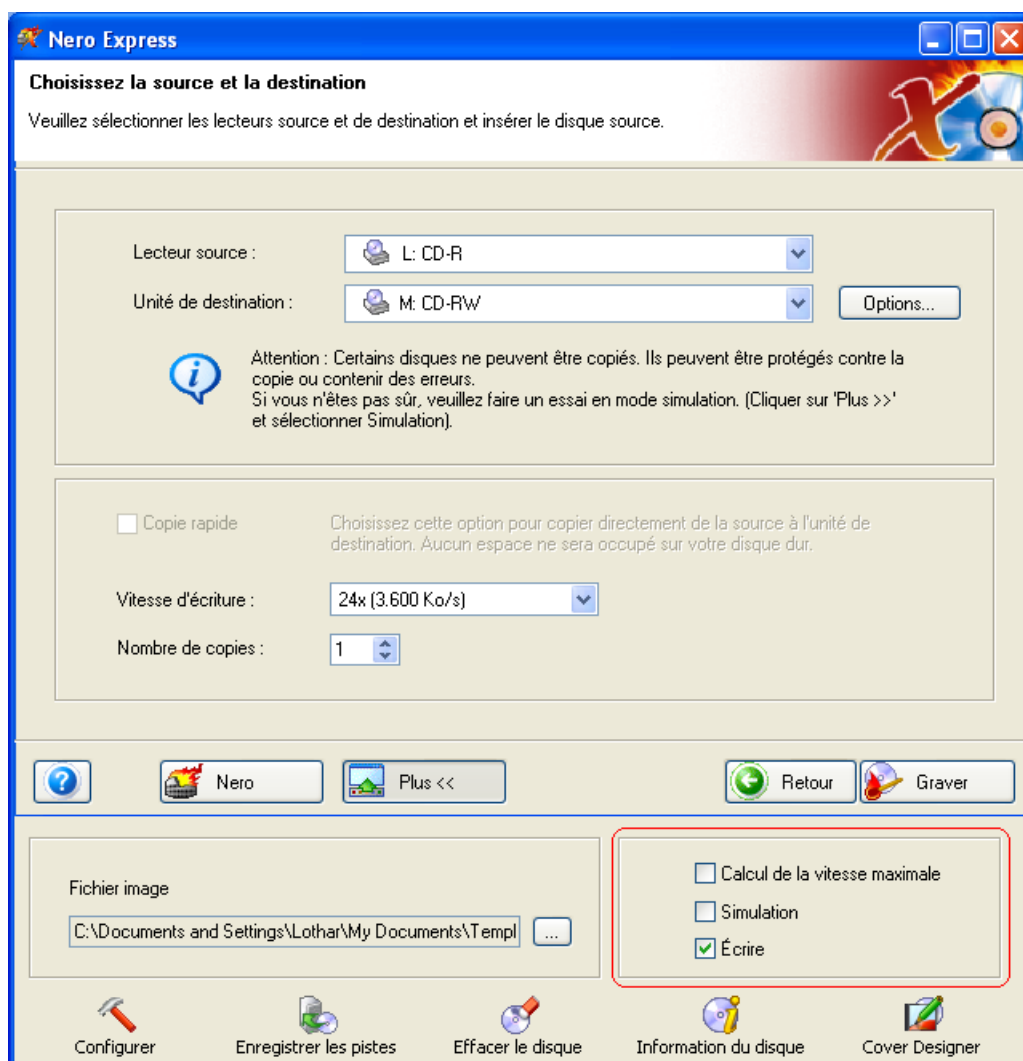 Nero Express
Choisissez la source et la destination
Veuillez sélectionner les lecteurs source et de destination et insérer le disque source.
Lecteur source :
L: CD-R
Unité de destination :
M: CD-RW
Options...
Attention : Certains disques ne peuvent être copiés. Ils peuvent être protégés contre la
copie ou contenir des erreurs.
Si vous n'êtes pas sûr, veuillez faire un essai en mode simulation. (Cliquer sur 'Plus >>'
et sélectionner Simulation).
Copie rapide
Choisissez cette option pour copier directement de la source à l'unité de
destination. Aucun espace ne sera occupé sur votre disque dur.
Vitesse d'écriture :
24x (3.600 Ko/s)
Nombre de copies :
1
Nero
Plus <<
Retour
Graver
Fichier image
C:\Documents and Settings\Lothar\My Documents\Templ
...
Calcul de la vitesse maximale
Simulation
Écrire
Configurer
Enregistrer les pistes
Effacer le disque
Information du disque
Cover Designer